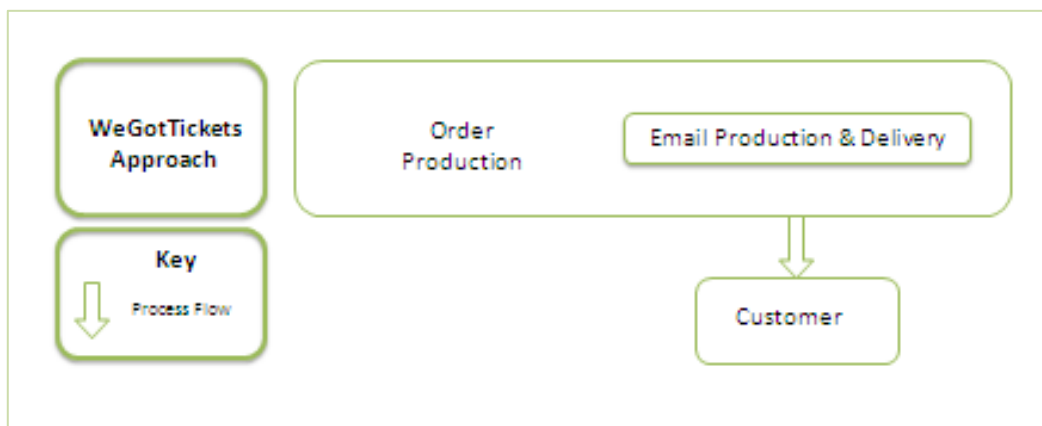 WeGotTickets
Approach
Order
Production
Email Production & Delivery
Key
Process Flow
Customer